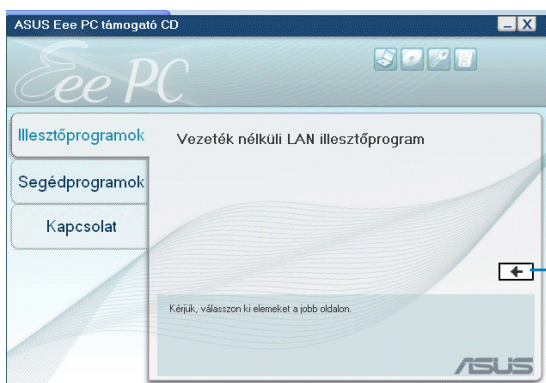 ASUS Eee PC támogató CD
Eee PC
Illesztőprogramok
Vezeték nélküli LAN illesztőprogram
Segédprogramok
Kapcsolat
Kérjük, válasszon ki elemeket a jobb oldalon.
ASUS